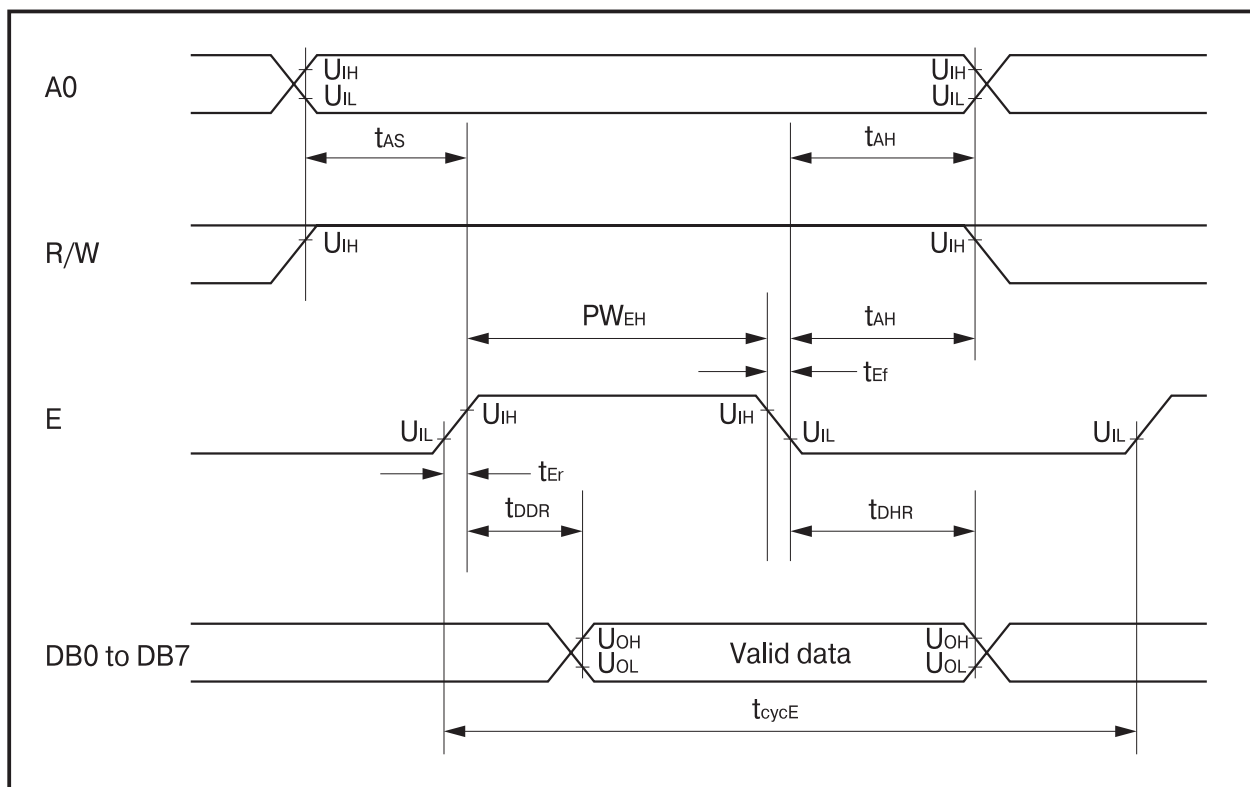 A0
UIH
UIH
UIL
UIL
tAS
tAH
R/W
UIH
UIH
PWEH
tAH
tEf
E
UIL
UIH
UIH
UIL
UIL
tEr
tDDR
tDHR
DB0 to DB7
UOH
UOL
Valid data
UOH
UOL
tcycE